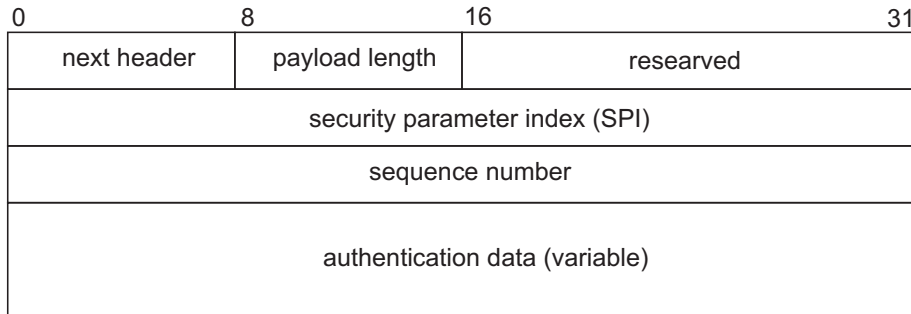 0 8 16 31
next header payload length researved
security parameter index (SPI)
sequence number
authentication data (variable)